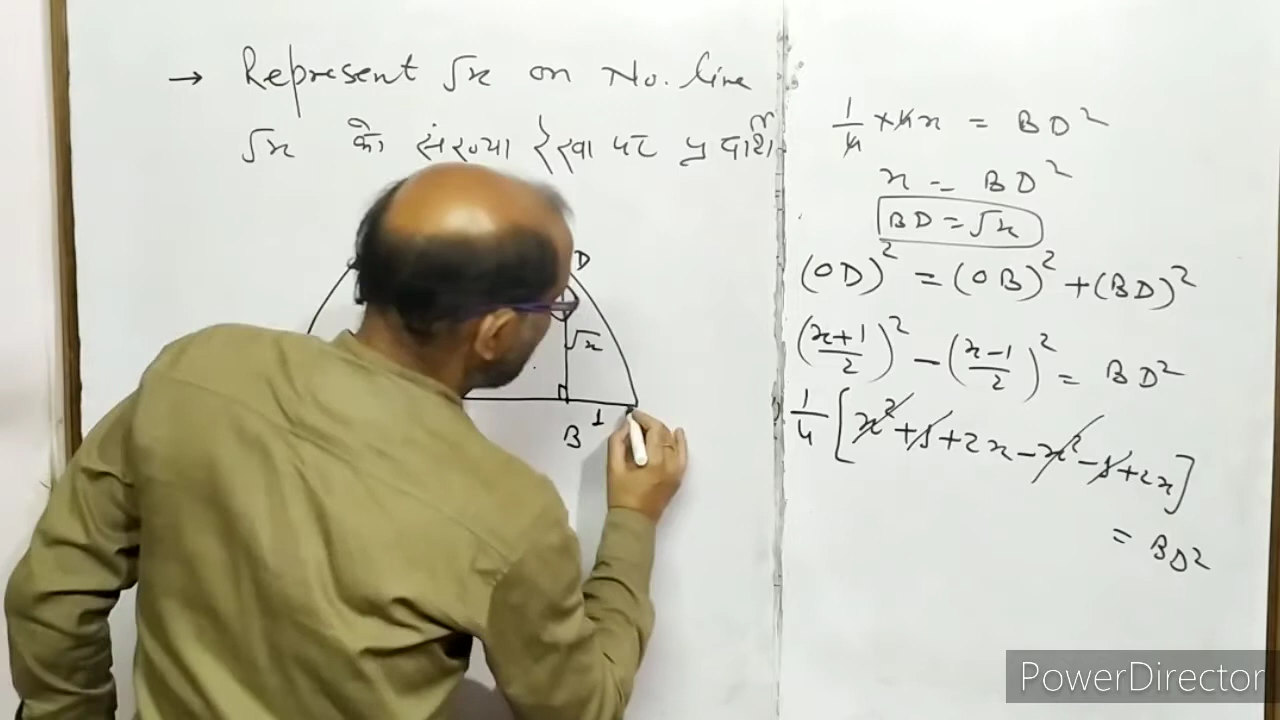 → Represent √x on No. line
√x को संख्या रेखा पर प्रदर्शि
D
√x
B 1
1/4 × 4x = BD²
x = BD²
BD = √x
(OD)² = (OB)² + (BD)²
(x+1/2)² - (x-1/2)² = BD²
1/4 [x² + 1 + 2x - x² - 1 + 2x]
= BD²
PowerDirector